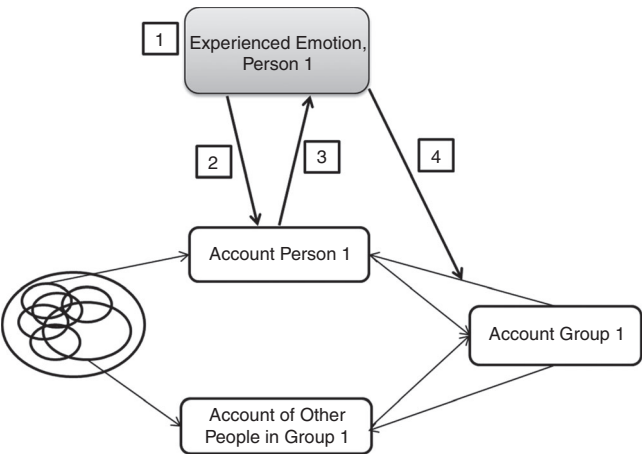 1
Experienced Emotion,
Person 1
2
3
4
Account Person 1
Account Group 1
Account of Other
People in Group 1